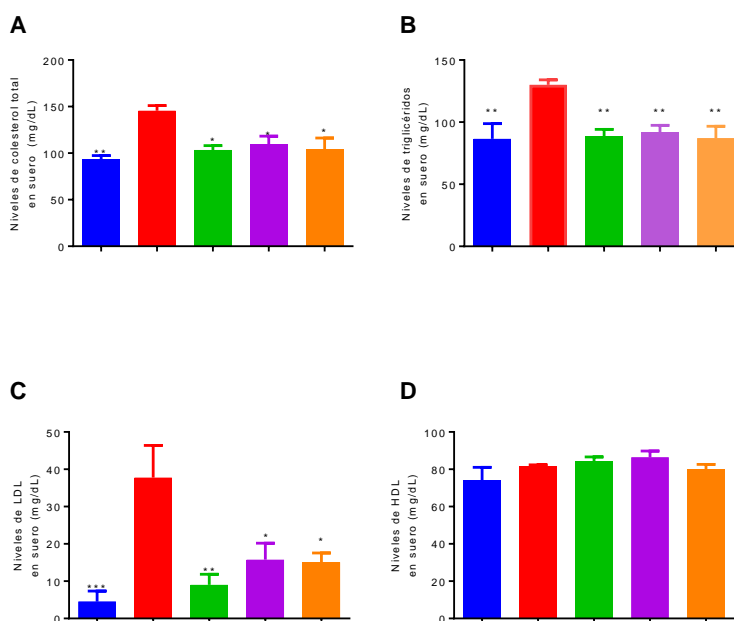 A
Niveles de colesterol total
en suero (mg/dL)
200
150
100
50
0
**
*
*
*
B
Niveles de triglicéridos
en suero (mg/dL)
150
100
50
0
**
**
**
**
C
Niveles de LDL
en suero (mg/dL)
50
40
30
20
10
0
***
**
*
*
D
Niveles de HDL
en suero (mg/dL)
100
80
60
40
20
0